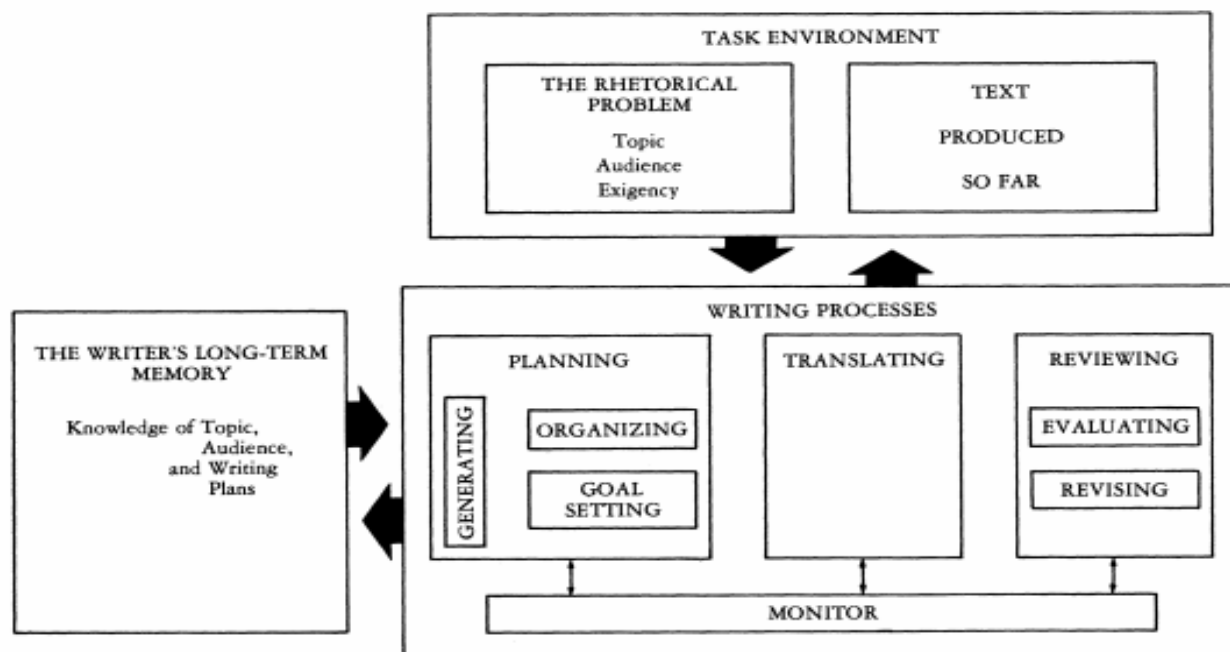 TASK ENVIRONMENT
THE RHETORICAL
PROBLEM
Topic
Audience
Exigency
TEXT
PRODUCED
SO FAR
THE WRITER'S LONG-TERM
MEMORY
Knowledge of Topic,
Audience,
and Writing
Plans
WRITING PROCESSES
PLANNING
GENERATING
ORGANIZING
GOAL
SETTING
TRANSLATING
REVIEWING
EVALUATING
REVISING
MONITOR